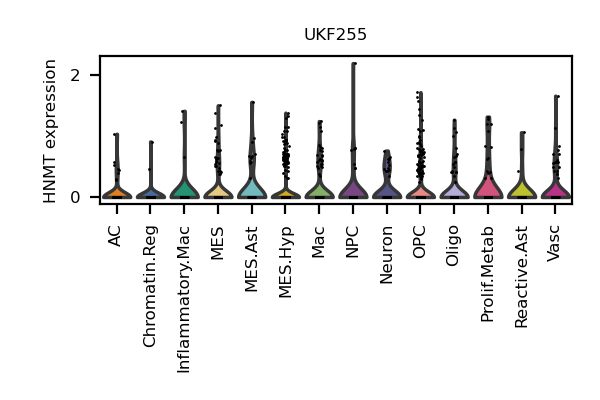 UKF255
HNMT expression
2
0
AC
Chromatin.Reg
Inflammatory.Mac
MES
MES.Ast
MES.Hyp
Mac
NPC
Neuron
OPC
Oligo
Prolif.Metab
Reactive.Ast
Vasc